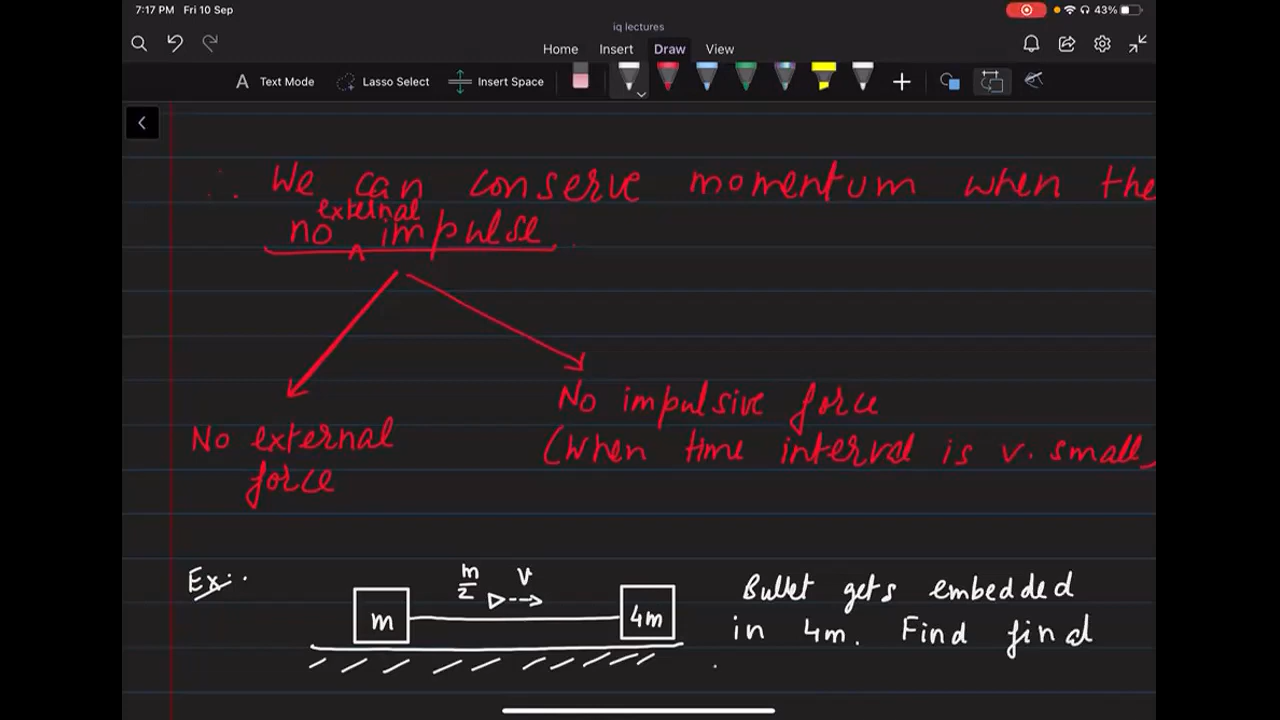 7:17 PM Fri 10 Sep
43%
iq lectures
Home Insert Draw View
A Text Mode Lasso Select Insert Space
∴ We can conserve momentum when the
external
no ^ impulse.
No impulsive force
No external
(When time interval is v. small,
force
Ex:- m/2 v
Bullet gets embedded
m 4m
in 4m. Find final